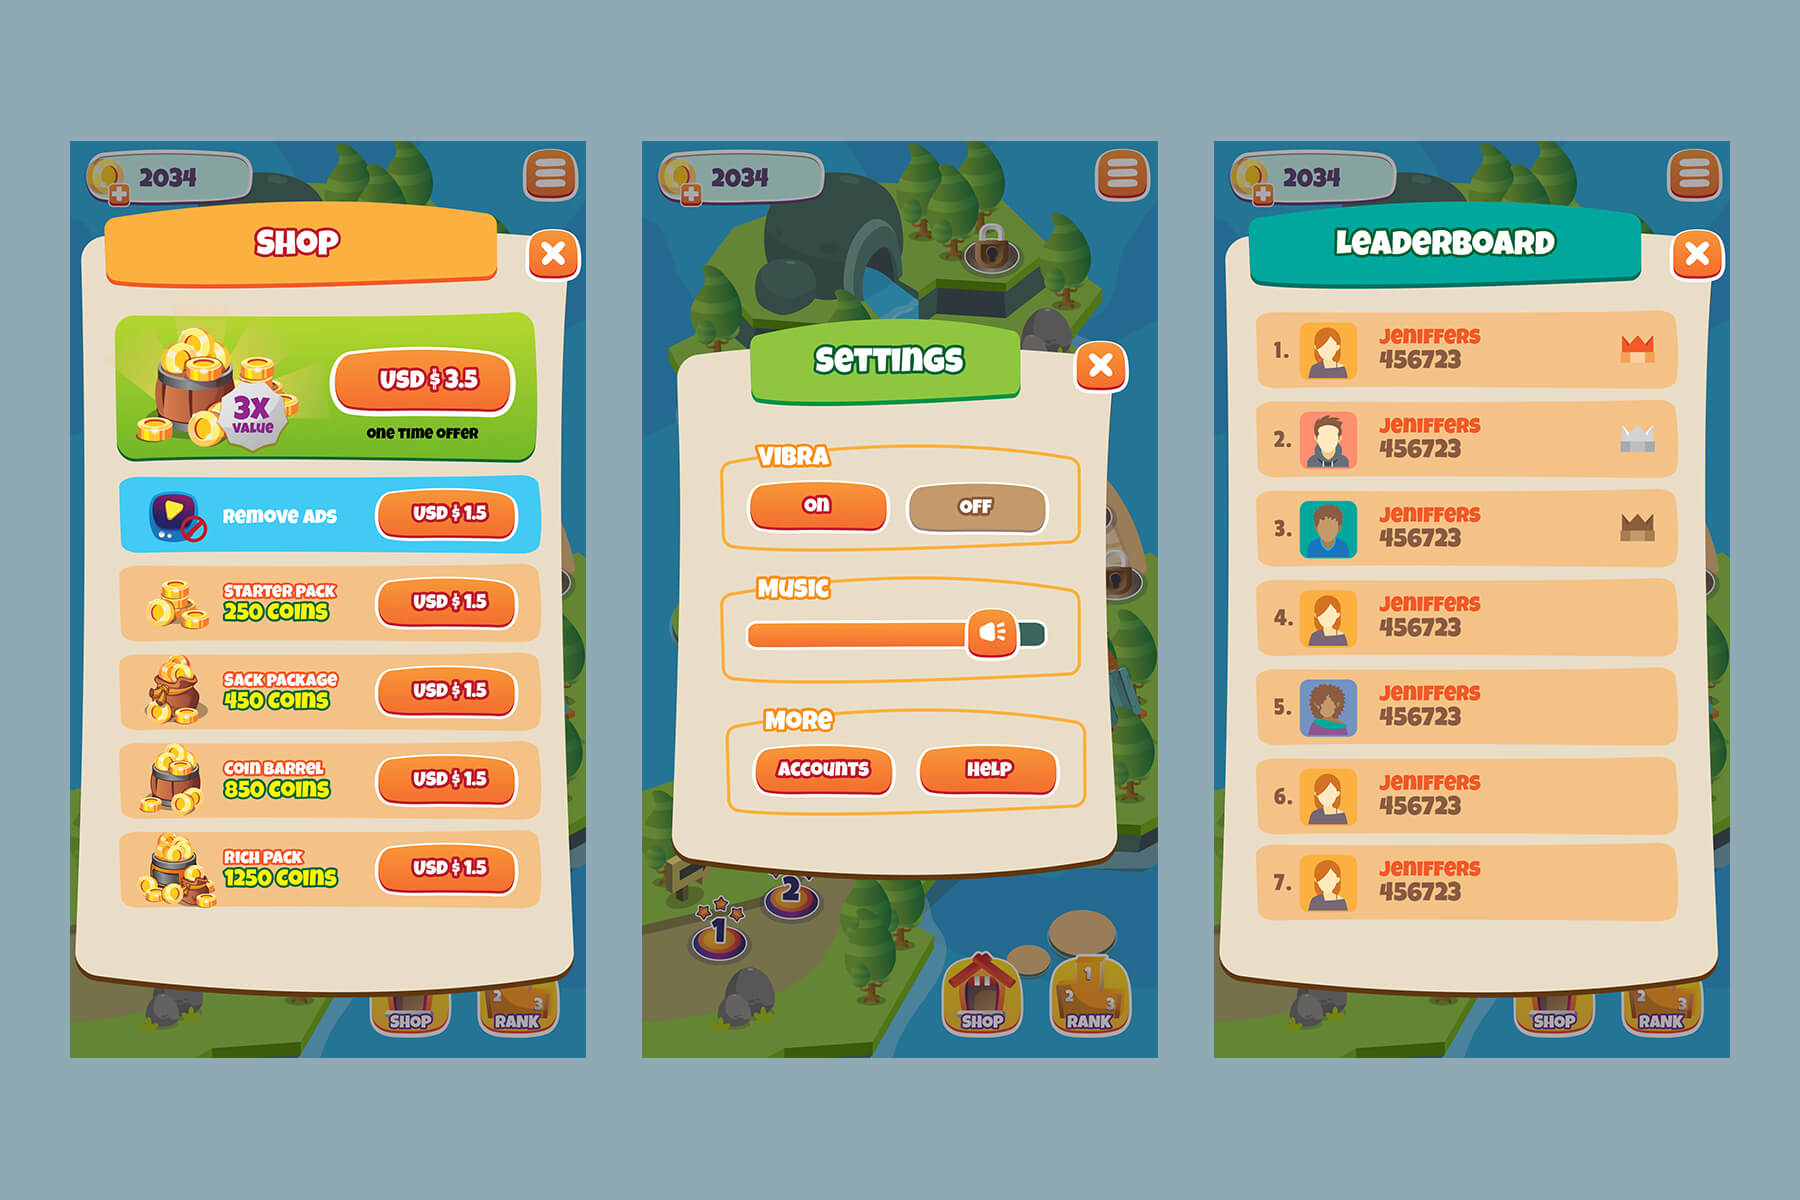 2034
SHOP
USD $ 3.5
3X
VALUE
ONE TIME OFFER
REMOVE ADS
USD $ 1.5
STARTER PACK
250 COINS
USD $ 1.5
SACK PACKAGE
450 COINS
USD $ 1.5
COIN BARREL
850 COINS
USD $ 1.5
RICH PACK
1250 COINS
USD $ 1.5
SHOP
2
3
RANK
2034
SETTINGS
VIBRA
ON
OFF
MUSIC
MORE
ACCOUNTS
HELP
2
1
SHOP
1
2
3
RANK
2034
LEADERBOARD
1.
JENIFFERS
456723
2.
JENIFFERS
456723
3.
JENIFFERS
456723
4.
JENIFFERS
456723
5.
JENIFFERS
456723
6.
JENIFFERS
456723
7.
JENIFFERS
456723
SHOP
2
3
RANK